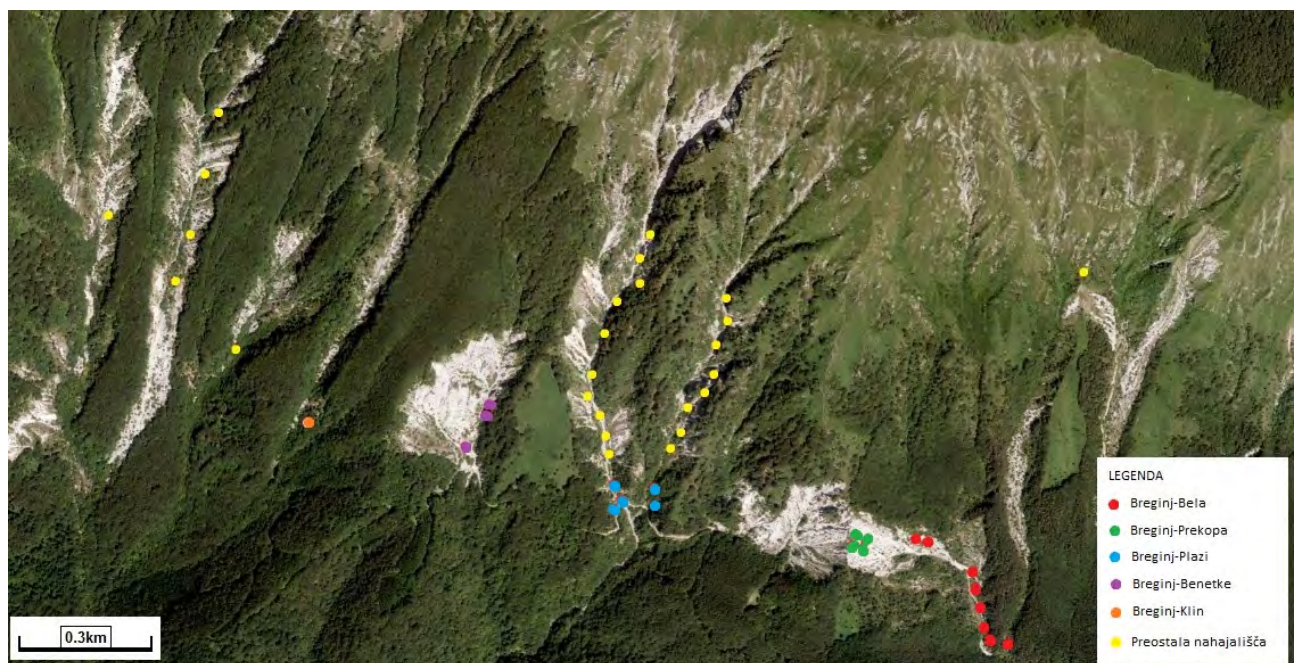 LEGENDA
Breginj-Bela
Breginj-Prekopa
Breginj-Plazi
Breginj-Benetke
Breginj-Klin
Preostala nahajališča
0.3km